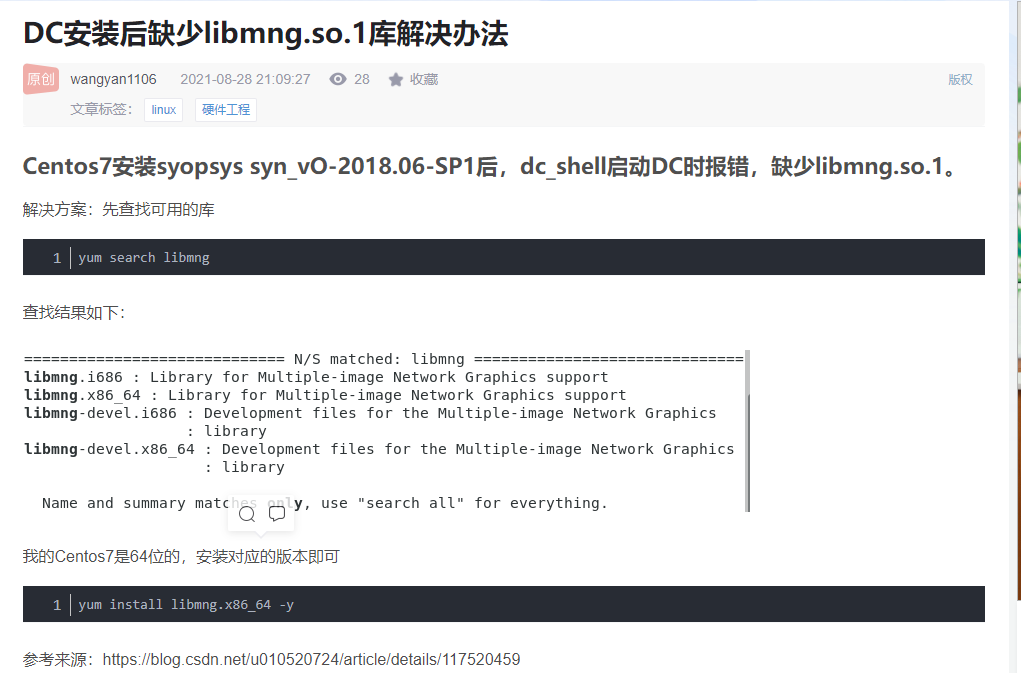 DC安装后缺少libmng.so.1库解决办法
原创 wangyan1106 2021-08-28 21:09:27 28 收藏 版权
文章标签： linux 硬件工程
Centos7安装syopsys syn_vO-2018.06-SP1后，dc_shell启动DC时报错，缺少libmng.so.1。
解决方案：先查找可用的库
1 yum search libmng
查找结果如下：
============================= N/S matched: libmng ==============================
libmng.i686 : Library for Multiple-image Network Graphics support
libmng.x86_64 : Library for Multiple-image Network Graphics support
libmng-devel.i686 : Development files for the Multiple-image Network Graphics
: library
libmng-devel.x86_64 : Development files for the Multiple-image Network Graphics
: library
Name and summary matches only, use "search all" for everything.
我的Centos7是64位的，安装对应的版本即可
1 yum install libmng.x86_64 -y
参考来源：https://blog.csdn.net/u010520724/article/details/117520459